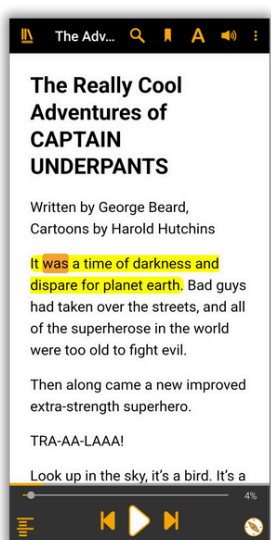 The Adv...
A
The Really Cool
Adventures of
CAPTAIN
UNDERPANTS
Written by George Beard,
Cartoons by Harold Hutchins
It was a time of darkness and
dispare for planet earth. Bad guys
had taken over the streets, and all
of the superherose in the world
were too old to fight evil.
Then along came a new improved
extra-strength superhero.
TRA-AA-LAAA!
Look up in the sky, it's a bird. It's a
4%